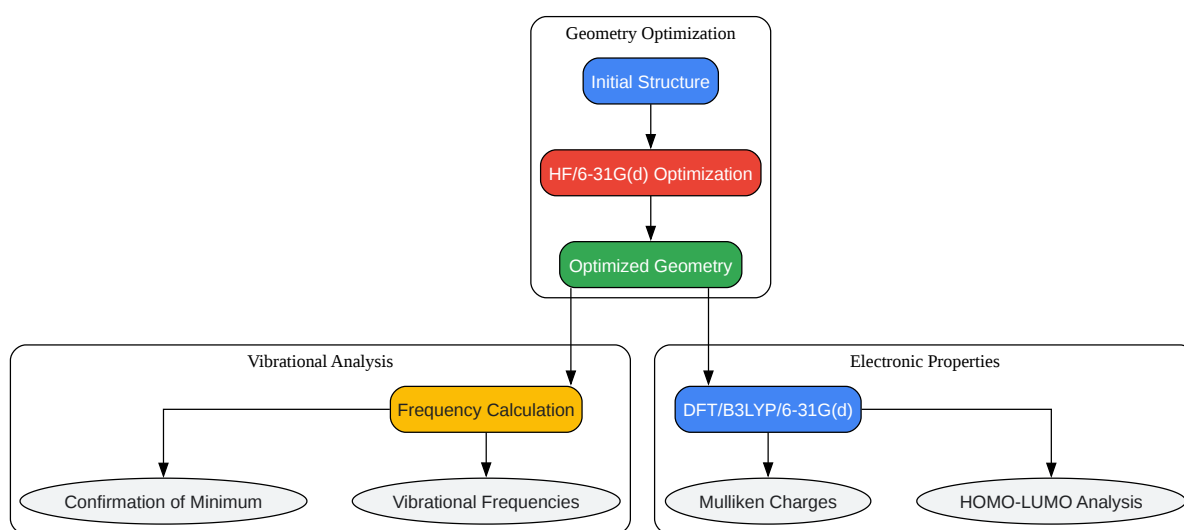 Geometry Optimization
Initial Structure
HF/6-31G(d) Optimization
Optimized Geometry
Vibrational Analysis
Frequency Calculation
Confirmation of Minimum
Vibrational Frequencies
Electronic Properties
DFT/B3LYP/6-31G(d)
Mulliken Charges
HOMO-LUMO Analysis